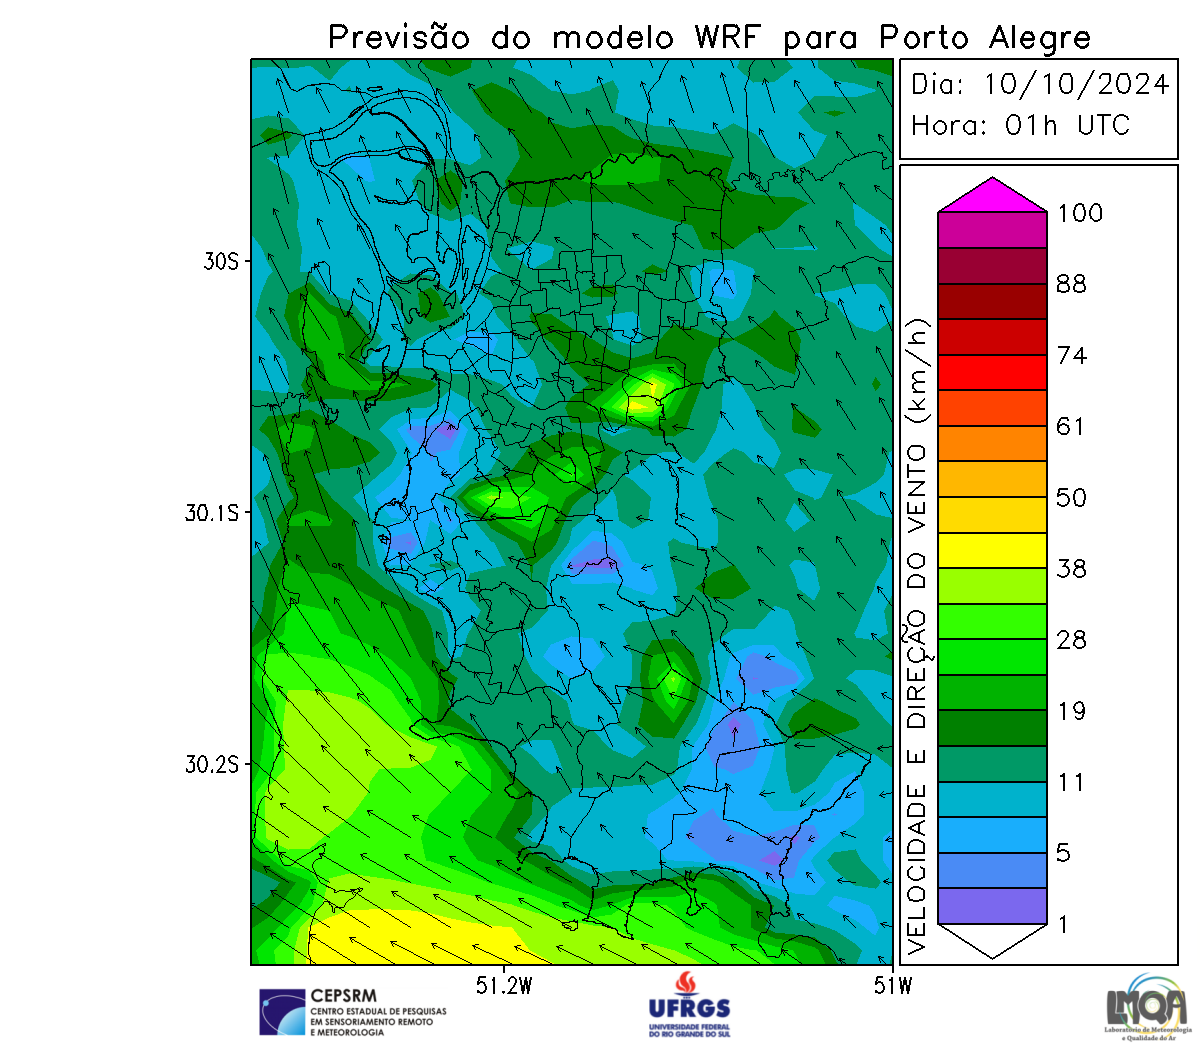 Previsão do modelo WRF para Porto Alegre
Dia: 10/10/2024
Hora: 01h UTC
30S
30.1S
30.2S
51.2W
51W
VELOCIDADE E DIREÇÃO DO VENTO (km/h)
100
88
74
61
50
38
28
19
11
5
1
CEPSRM
CENTRO ESTADUAL DE PESQUISAS
EM SENSORIAMENTO REMOTO
E METEOROLOGIA
UFRGS
UNIVERSIDADE FEDERAL
DO RIO GRANDE DO SUL
LMQA
Laboratório de Meteorologia
e Qualidade do Ar